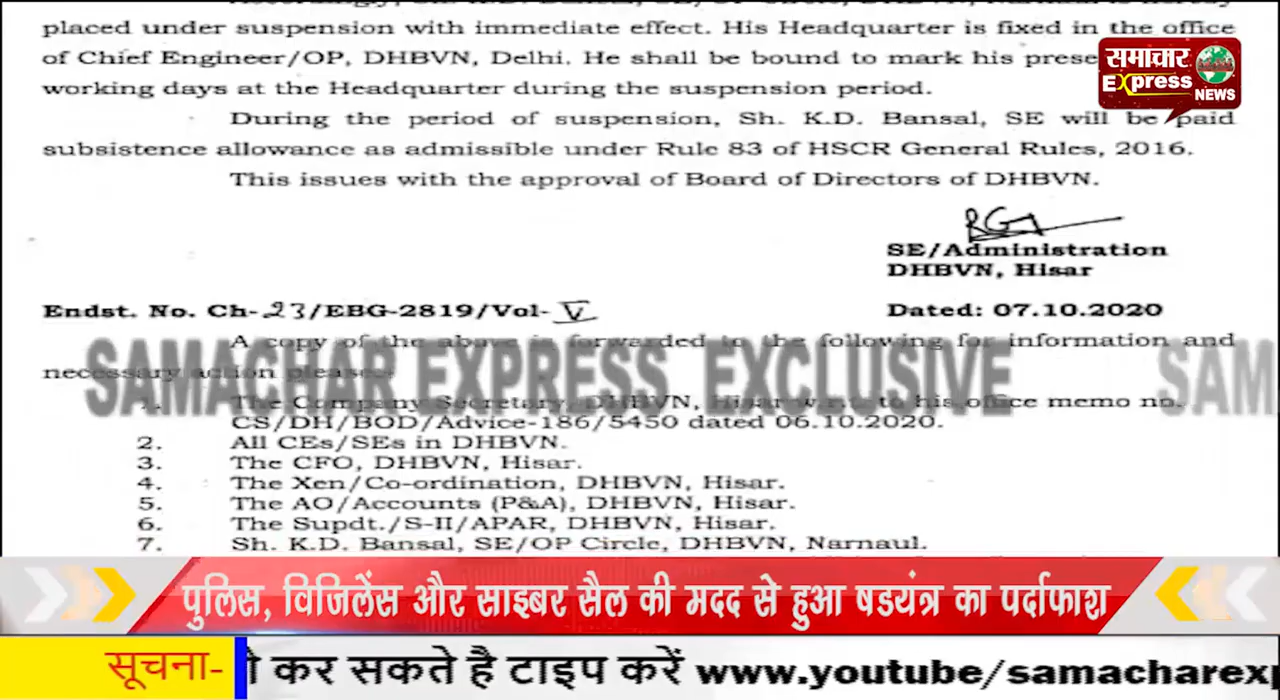 placed under suspension with immediate effect. His Headquarter is fixed in the office
of Chief Engineer/OP, DHBVN, Delhi. He shall be bound to mark his
working days at the Headquarter during the suspension period.
During the period of suspension, Sh. K.D. Bansal, SE will be paid
subsistence allowance as admissible under Rule 83 of HSCR General Rules, 2016.
This issues with the approval of Board of Directors of DHBVN.
समाचार
Express
NEWS
SE/Administration
DHBVN, Hisar
Endst. No. Ch-23/EBG-2819/Vol-V Dated: 07.10.2020
A copy of the above is forwarded to the following for information and
necessary action please:-
SAMACHAR EXPRESS EXCLUSIVE SAM
1. The Company Secretary, DHBVN, Hisar w.r.t to his office memo no.
CS/DH/BOD/Advice-186/5450 dated 06.10.2020.
2. All CEs/SEs in DHBVN.
3. The CFO, DHBVN, Hisar.
4. The Xen/Co-ordination, DHBVN, Hisar.
5. The AO/Accounts (P&A), DHBVN, Hisar.
6. The Supdt./S-II/APAR, DHBVN, Hisar.
7. Sh. K.D. Bansal, SE/OP Circle, DHBVN, Narnaul.
पुलिस, विजिलेंस और साइबर सैल की मदद से हुआ षडयंत्र का पर्दाफाश
सूचना- कर सकते है टाइप करें www.youtube/samacharexp